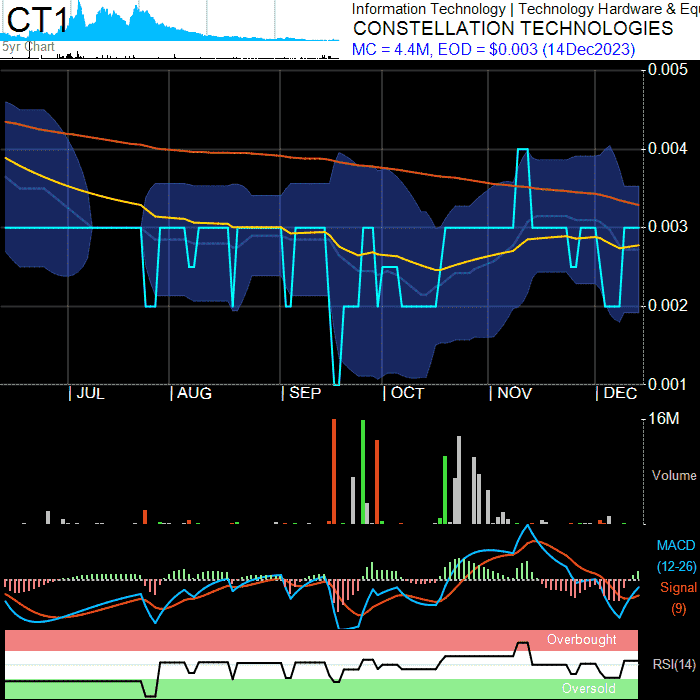 CT1
5yr Chart
Information Technology | Technology Hardware & Equ
CONSTELLATION TECHNOLOGIES
MC = 4.4M, EOD = $0.003 (14Dec2023)
0.005
0.004
0.003
0.002
0.001
| JUL | AUG | SEP | OCT | NOV | DEC
16M
Volume
MACD
(12-26)
Signal
(9)
Overbought
RSI(14)
Oversold